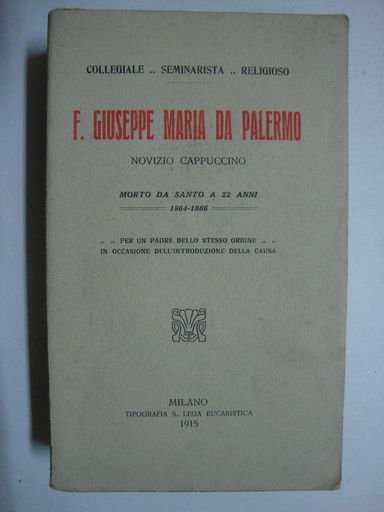 COLLEGIALE .. SEMINARISTA .. RELIGIOSO
F. GIUSEPPE MARIA DA PALERMO
NOVIZIO CAPPUCCINO
MORTO DA SANTO A 22 ANNI
1864-1886
.. .. PER UN PADRE DELLO STESSO ORDINE .. ..
IN OCCASIONE DELL'INTRODUZIONE DELLA CAUSA
MILANO
TIPOGRAFIA S. LEGA EUCARISTICA
1915